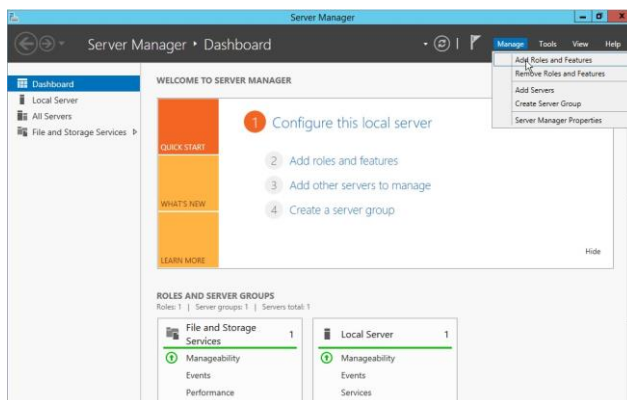 Server Manager
Server Manager • Dashboard
Manage Tools View Help
Add Roles and Features
Remove Roles and Features
Add Servers
Create Server Group
Server Manager Properties
Dashboard
Local Server
All Servers
File and Storage Services
WELCOME TO SERVER MANAGER
QUICK START
WHAT'S NEW
LEARN MORE
1 Configure this local server
2 Add roles and features
3 Add other servers to manage
4 Create a server group
Hide
ROLES AND SERVER GROUPS
Roles: 1 | Server groups: 1 | Servers total: 1
File and Storage
Services
1
Manageability
Events
Performance
Local Server 1
Manageability
Events
Services